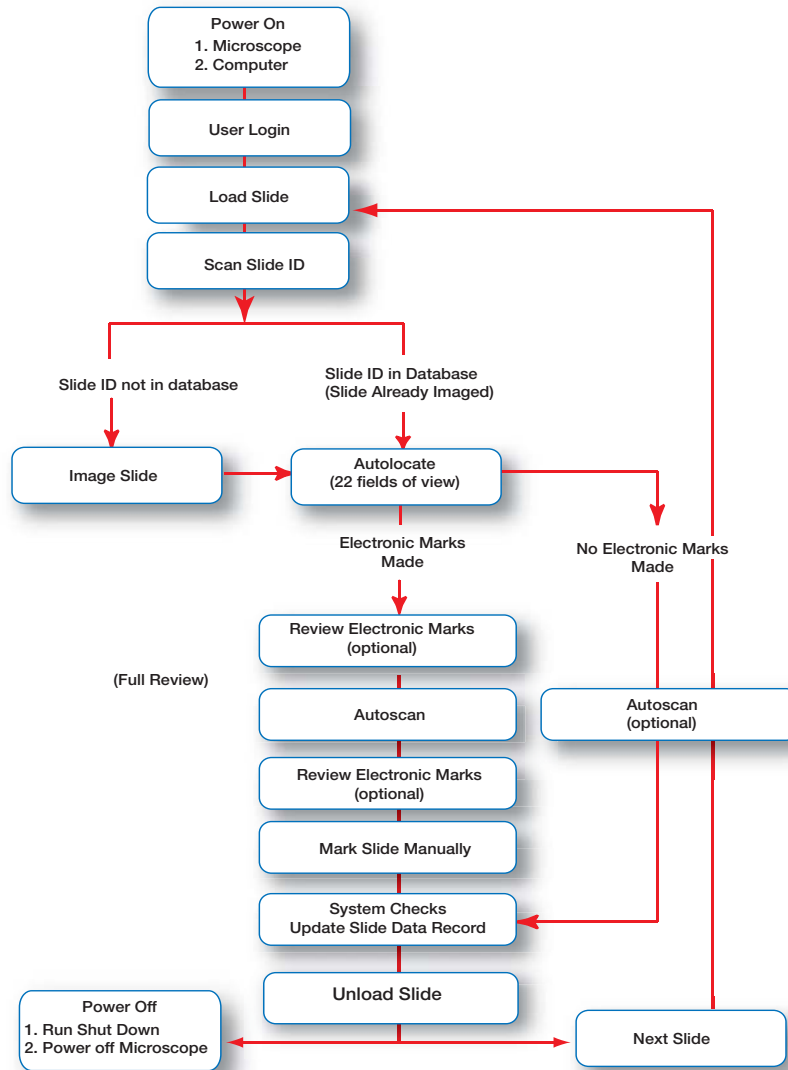 Power On
1. Microscope
2. Computer
User Login
Load Slide
Scan Slide ID
Slide ID not in database
Slide ID in Database
(Slide Already Imaged)
Image Slide
Autolocate
(22 fields of view)
Electronic Marks
Made
No Electronic Marks
Made
Review Electronic Marks
(optional)
(Full Review)
Autoscan
Autoscan
(optional)
Review Electronic Marks
(optional)
Mark Slide Manually
System Checks
Update Slide Data Record
Unload Slide
Power Off
1. Run Shut Down
2. Power off Microscope
Next Slide